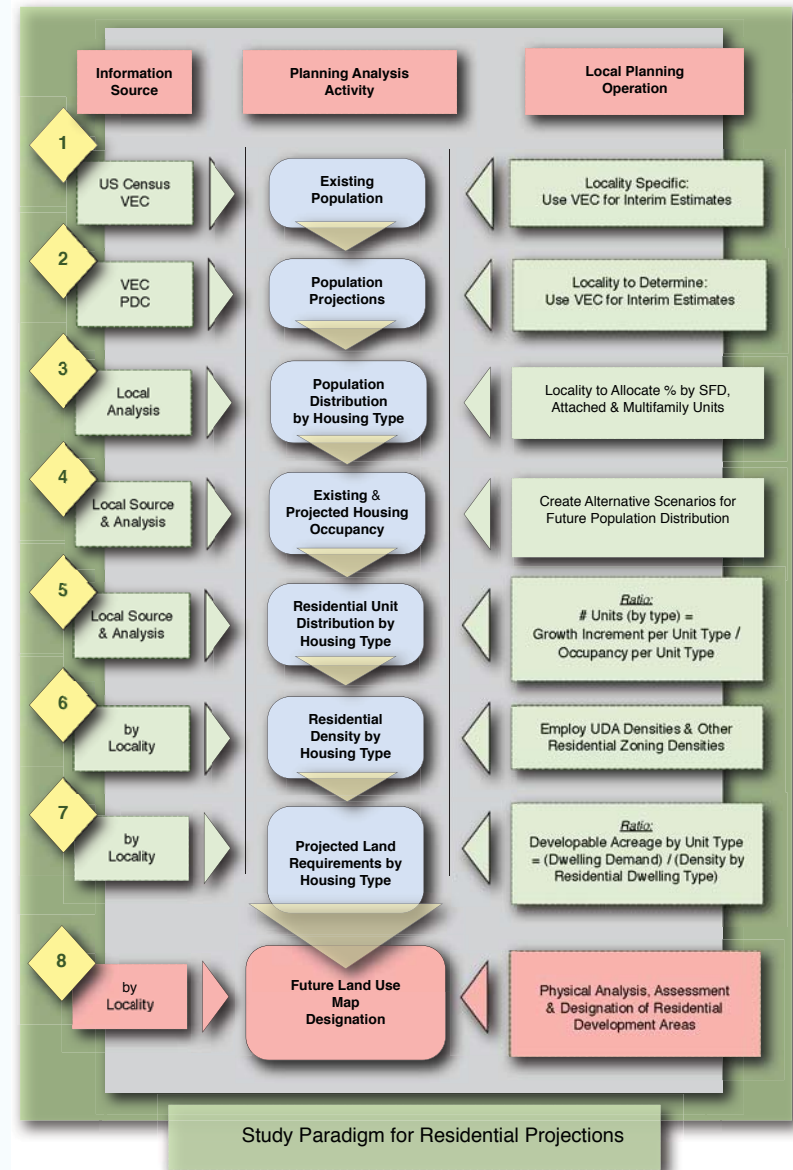 Information
Source
Planning Analysis
Activity
Local Planning
Operation
1
US Census
VEC
Existing
Population
Locality Specific:
Use VEC for Interim Estimates
2
VEC
PDC
Population
Projections
Locality to Determine:
Use VEC for Interim Estimates
3
Local
Analysis
Population
Distribution
by Housing Type
Locality to Allocate % by SFD,
Attached & Multifamily Units
4
Local Source
& Analysis
Existing &
Projected Housing
Occupancy
Create Alternative Scenarios for
Future Population Distribution
5
Local Source
& Analysis
Residential Unit
Distribution by
Housing Type
Ratio:
# Units (by type) =
Growth Increment per Unit Type /
Occupancy per Unit Type
6
by
Locality
Residential
Density by
Housing Type
Employ UDA Densities & Other
Residential Zoning Densities
7
by
Locality
Projected Land
Requirements by
Housing Type
Ratio:
Developable Acreage by Unit Type
= (Dwelling Demand) / (Density by
Residential Dwelling Type)
8
by
Locality
Future Land Use
Map
Designation
Physical Analysis, Assessment
& Designation of Residential
Development Areas
Study Paradigm for Residential Projections